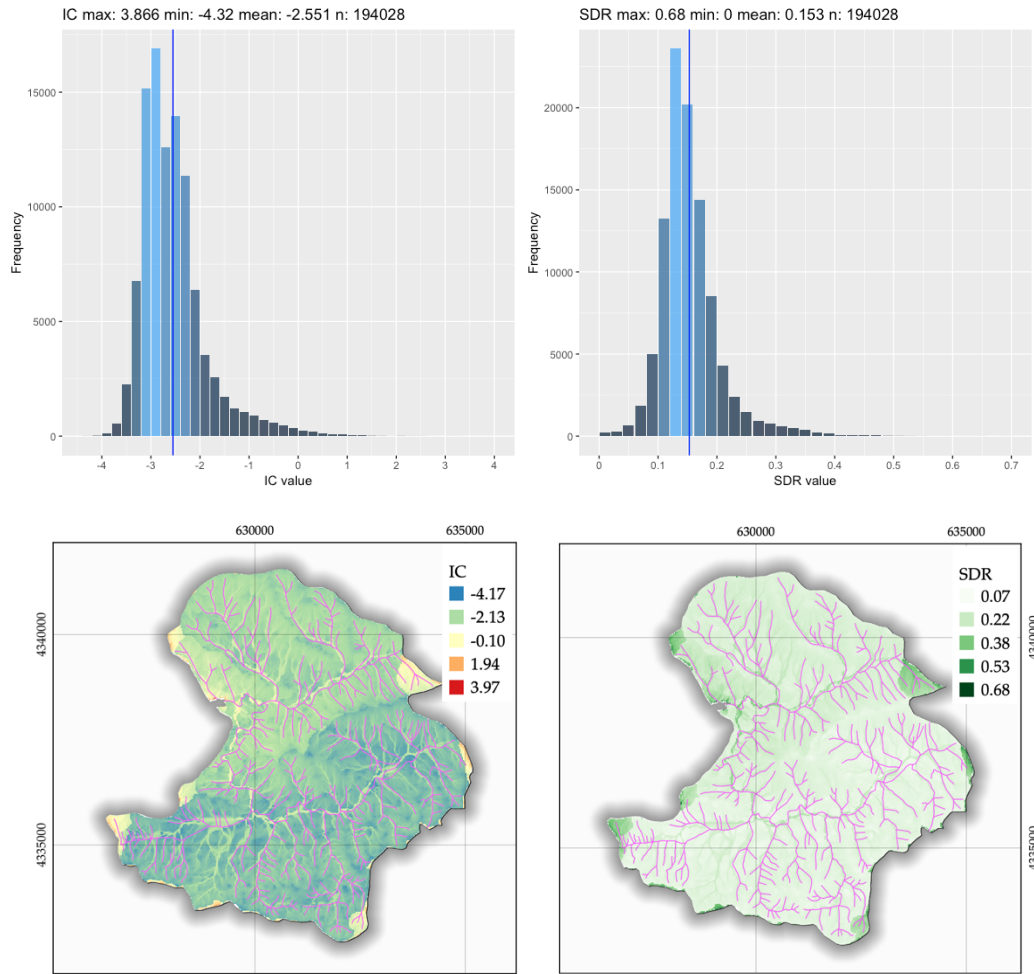 IC max: 3.866 min: -4.32 mean: -2.551 n: 194028
15000
10000
5000
0
Frequency
-4 -3 -2 -1 0 1 2 3 4
IC value
SDR max: 0.68 min: 0 mean: 0.153 n: 194028
20000
15000
10000
5000
0
Frequency
0 0.1 0.2 0.3 0.4 0.5 0.6 0.7
SDR value
630000 635000
4340000
4335000
IC
-4.17
-2.13
-0.10
1.94
3.97
630000 635000
SDR
0.07
0.22
0.38
0.53
0.68
4340000
4335000